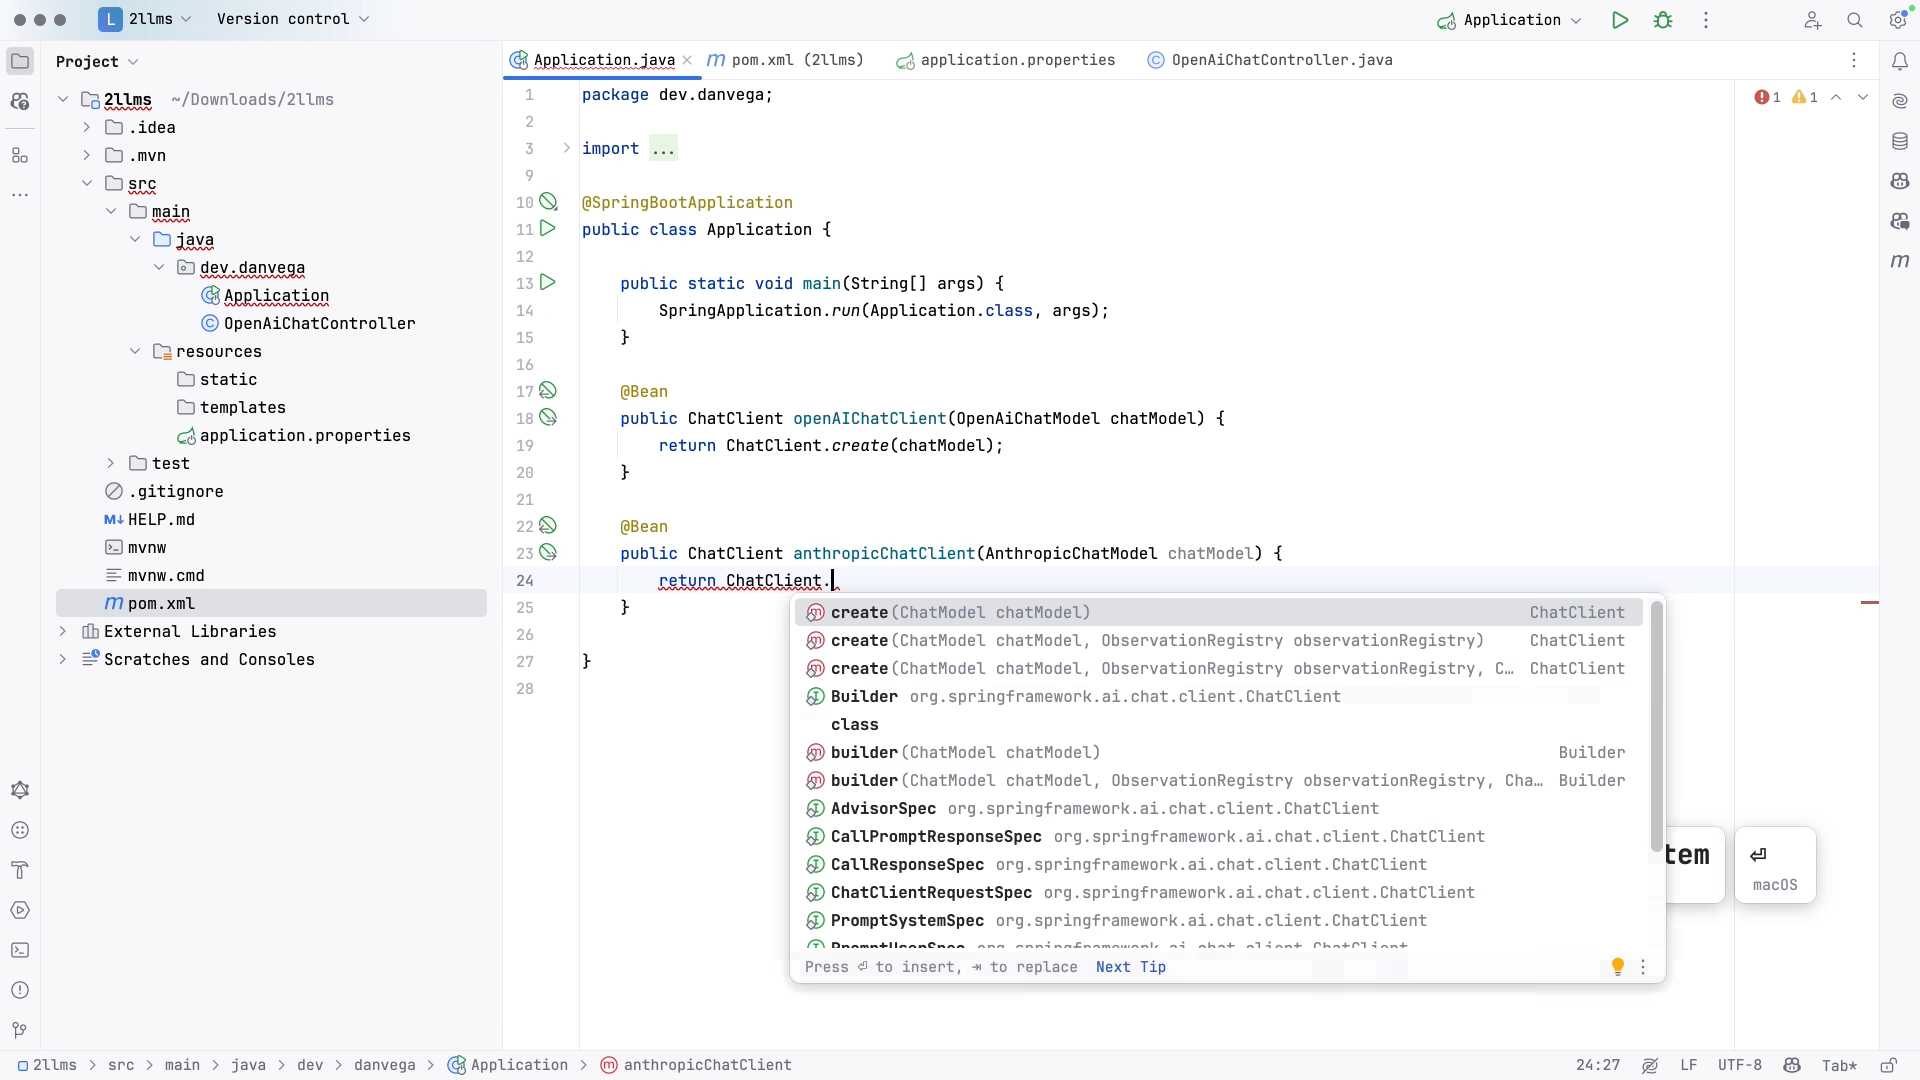 L 2llms Version control Application
Project
Application.java pom.xml (2llms) application.properties OpenAiChatController.java
2llms ~/Downloads/2llms
.idea
.mvn
src
main
java
dev.danvega
Application
OpenAiChatController
resources
static
templates
application.properties
test
.gitignore
M↓ HELP.md
mvnw
mvnw.cmd
m pom.xml
External Libraries
Scratches and Consoles
1 package dev.danvega;
2
3 import ...
9
10 @SpringBootApplication
11 public class Application {
12
13 public static void main(String[] args) {
14 SpringApplication.run(Application.class, args);
15 }
16
17 @Bean
18 public ChatClient openAIChatClient(OpenAiChatModel chatModel) {
19 return ChatClient.create(chatModel);
20 }
21
22 @Bean
23 public ChatClient anthropicChatClient(AnthropicChatModel chatModel) {
24 return ChatClient.
25 }
26
27 }
28
1 1
create(ChatModel chatModel) ChatClient
create(ChatModel chatModel, ObservationRegistry observationRegistry) ChatClient
create(ChatModel chatModel, ObservationRegistry observationRegistry, C… ChatClient
Builder org.springframework.ai.chat.client.ChatClient
class
builder(ChatModel chatModel) Builder
builder(ChatModel chatModel, ObservationRegistry observationRegistry, Cha… Builder
AdvisorSpec org.springframework.ai.chat.client.ChatClient
CallPromptResponseSpec org.springframework.ai.chat.client.ChatClient
CallResponseSpec org.springframework.ai.chat.client.ChatClient
ChatClientRequestSpec org.springframework.ai.chat.client.ChatClient
PromptSystemSpec org.springframework.ai.chat.client.ChatClient
PromptUserSpec org.springframework.ai.chat.client.ChatClient
Press ⏎ to insert, ⇥ to replace Next Tip
tem ⏎
macOS
2llms > src > main > java > dev > danvega > Application > anthropicChatClient 24:27 LF UTF-8 Tab*